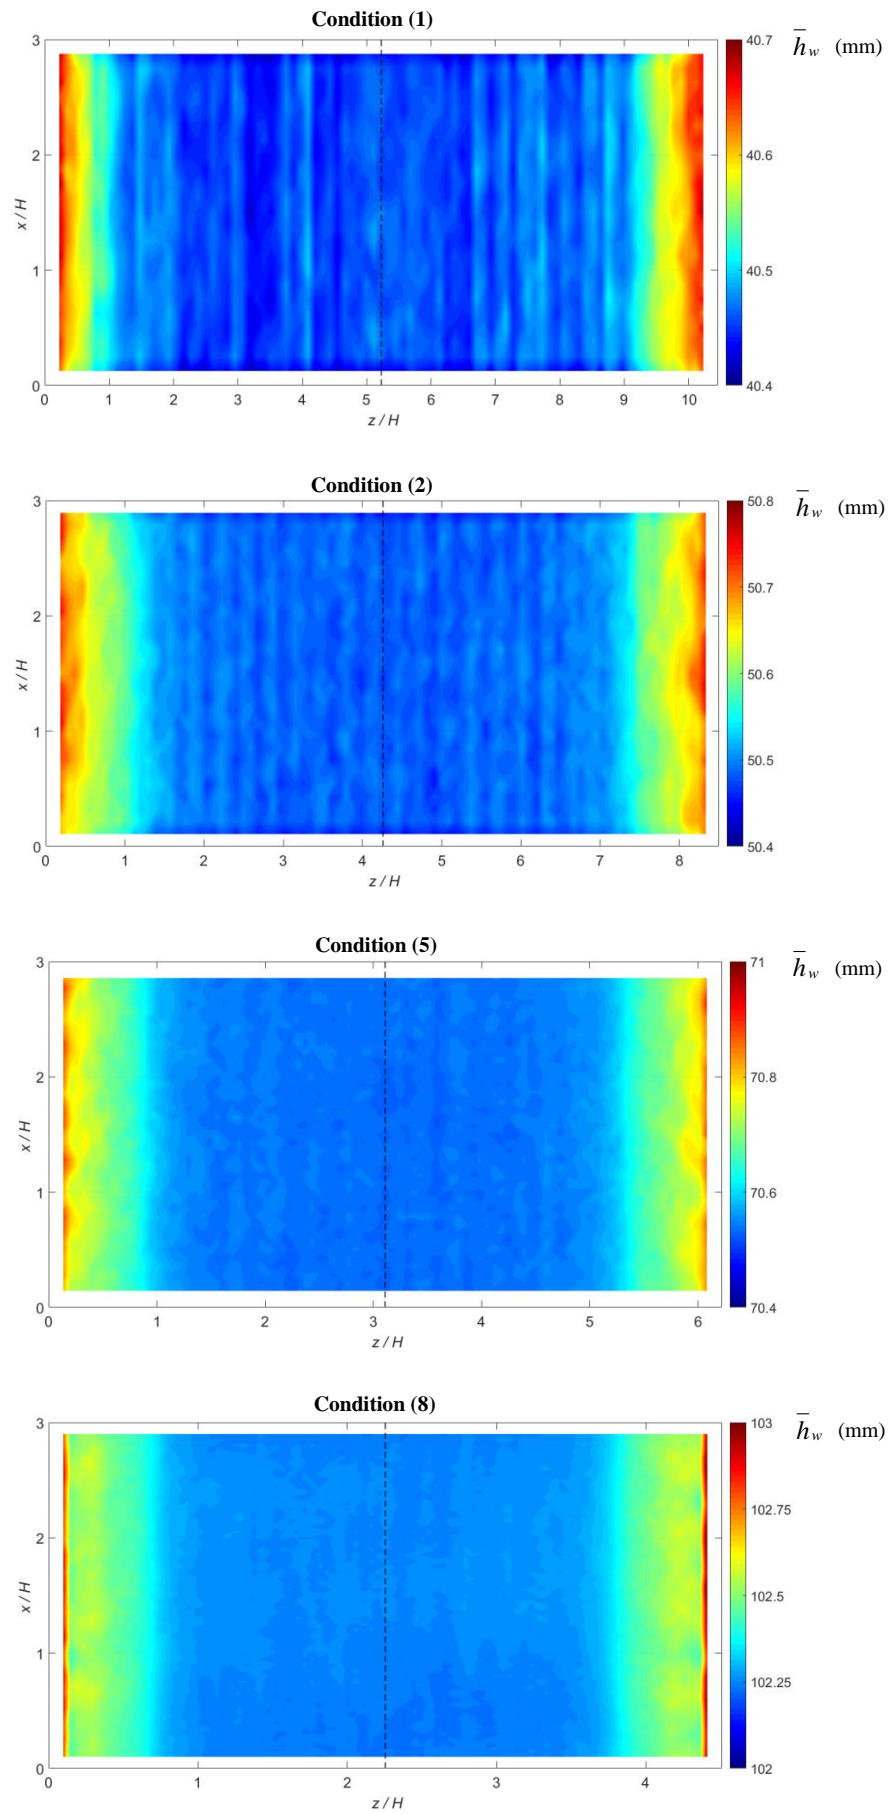 Condition (1)
h̅w (mm)
3
2
1
0
x / H
0 1 2 3 4 5 6 7 8 9 10
z / H
40.7
40.6
40.5
40.4
Condition (2)
h̅w (mm)
3
2
1
0
x / H
0 1 2 3 4 5 6 7 8
z / H
50.8
50.7
50.6
50.5
50.4
Condition (5)
h̅w (mm)
3
2
1
0
x / H
0 1 2 3 4 5 6
z / H
71
70.8
70.6
70.4
Condition (8)
h̅w (mm)
3
2
1
0
x / H
0 1 2 3 4
z / H
103
102.75
102.5
102.25
102